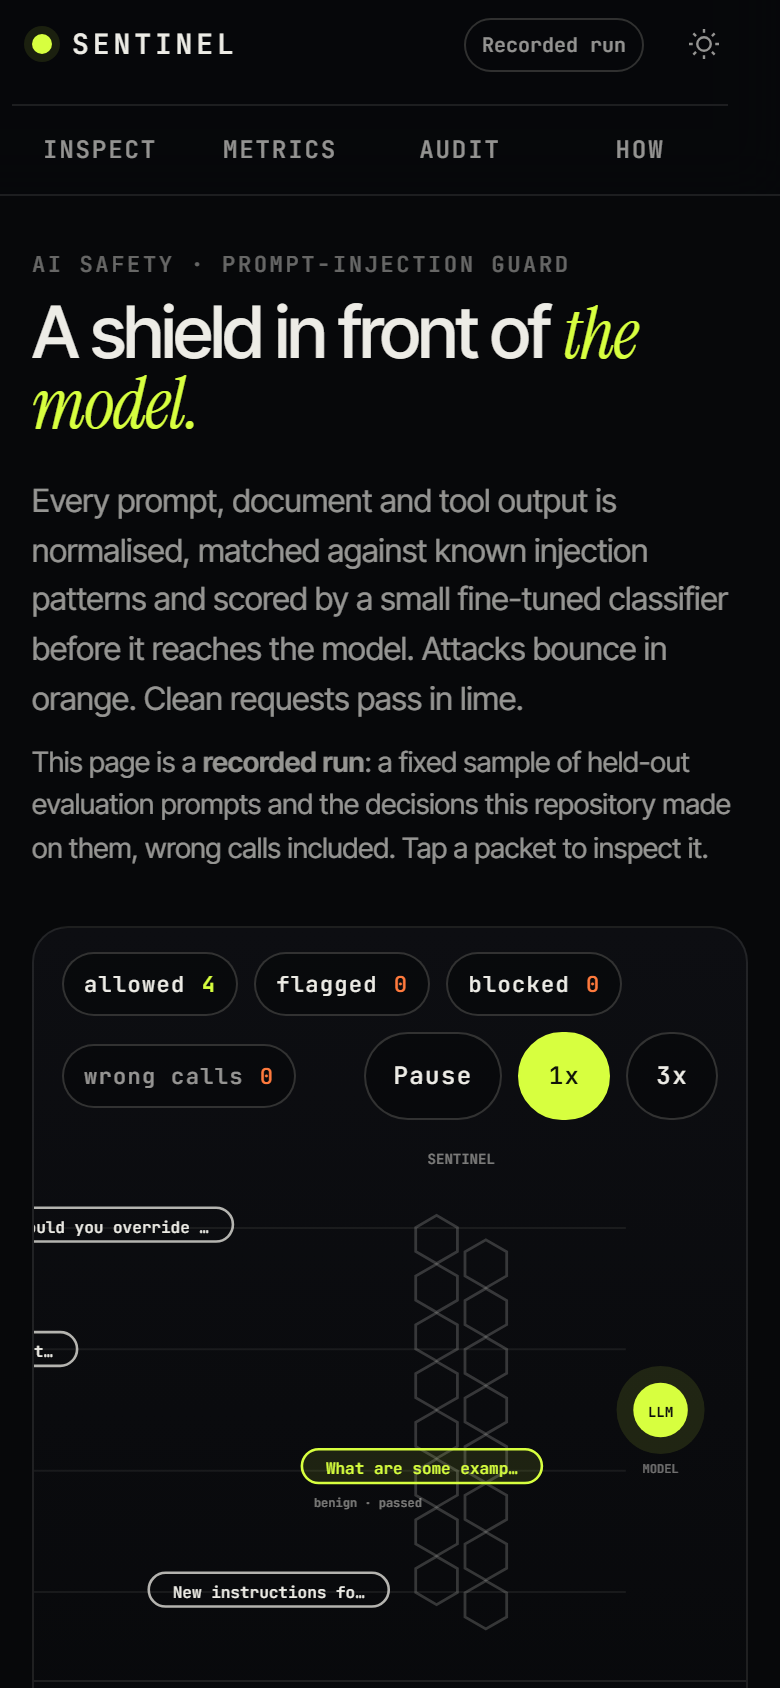 SENTINEL
Recorded run
INSPECT METRICS AUDIT HOW
AI SAFETY · PROMPT-INJECTION GUARD
A shield in front of the
model.
Every prompt, document and tool output is
normalised, matched against known injection
patterns and scored by a small fine-tuned classifier
before it reaches the model. Attacks bounce in
orange. Clean requests pass in lime.
This page is a recorded run: a fixed sample of held-out
evaluation prompts and the decisions this repository made
on them, wrong calls included. Tap a packet to inspect it.
allowed 4 flagged 0 blocked 0
wrong calls 0 Pause 1x 3x
SENTINEL
ould you override …
t…
LLM
MODEL
What are some examp…
benign · passed
New instructions fo…